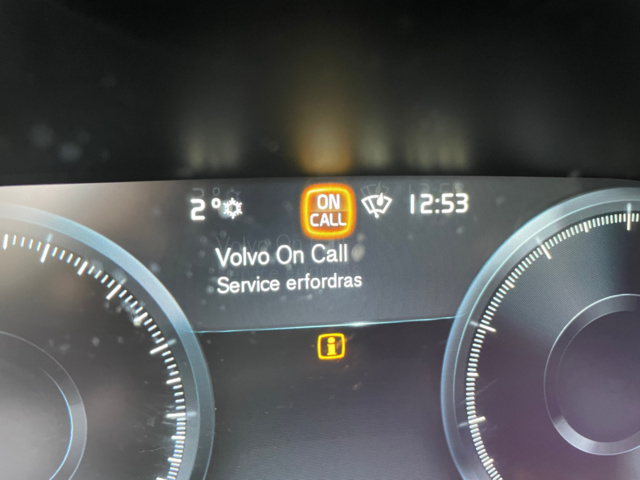 2°
ON
CALL
12:53
Volvo On Call
Service erfordras
i